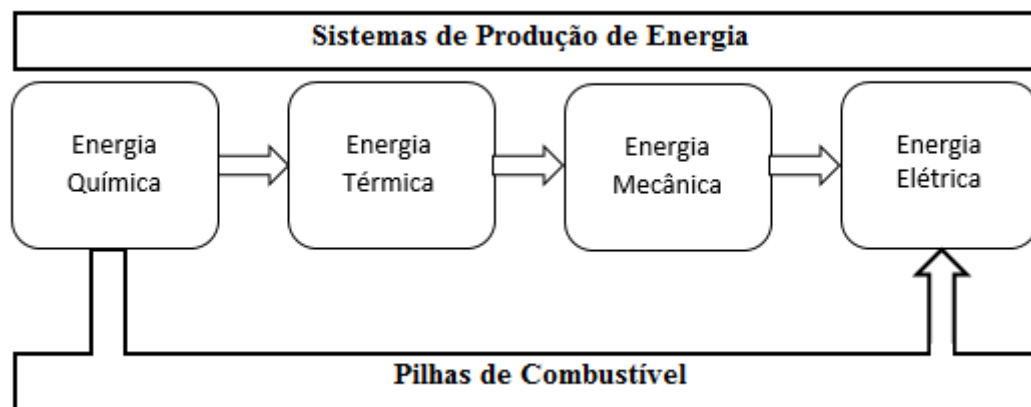 Sistemas de Produção de Energia
Energia
Química
Energia
Térmica
Energia
Mecânica
Energia
Elétrica
Pilhas de Combustível